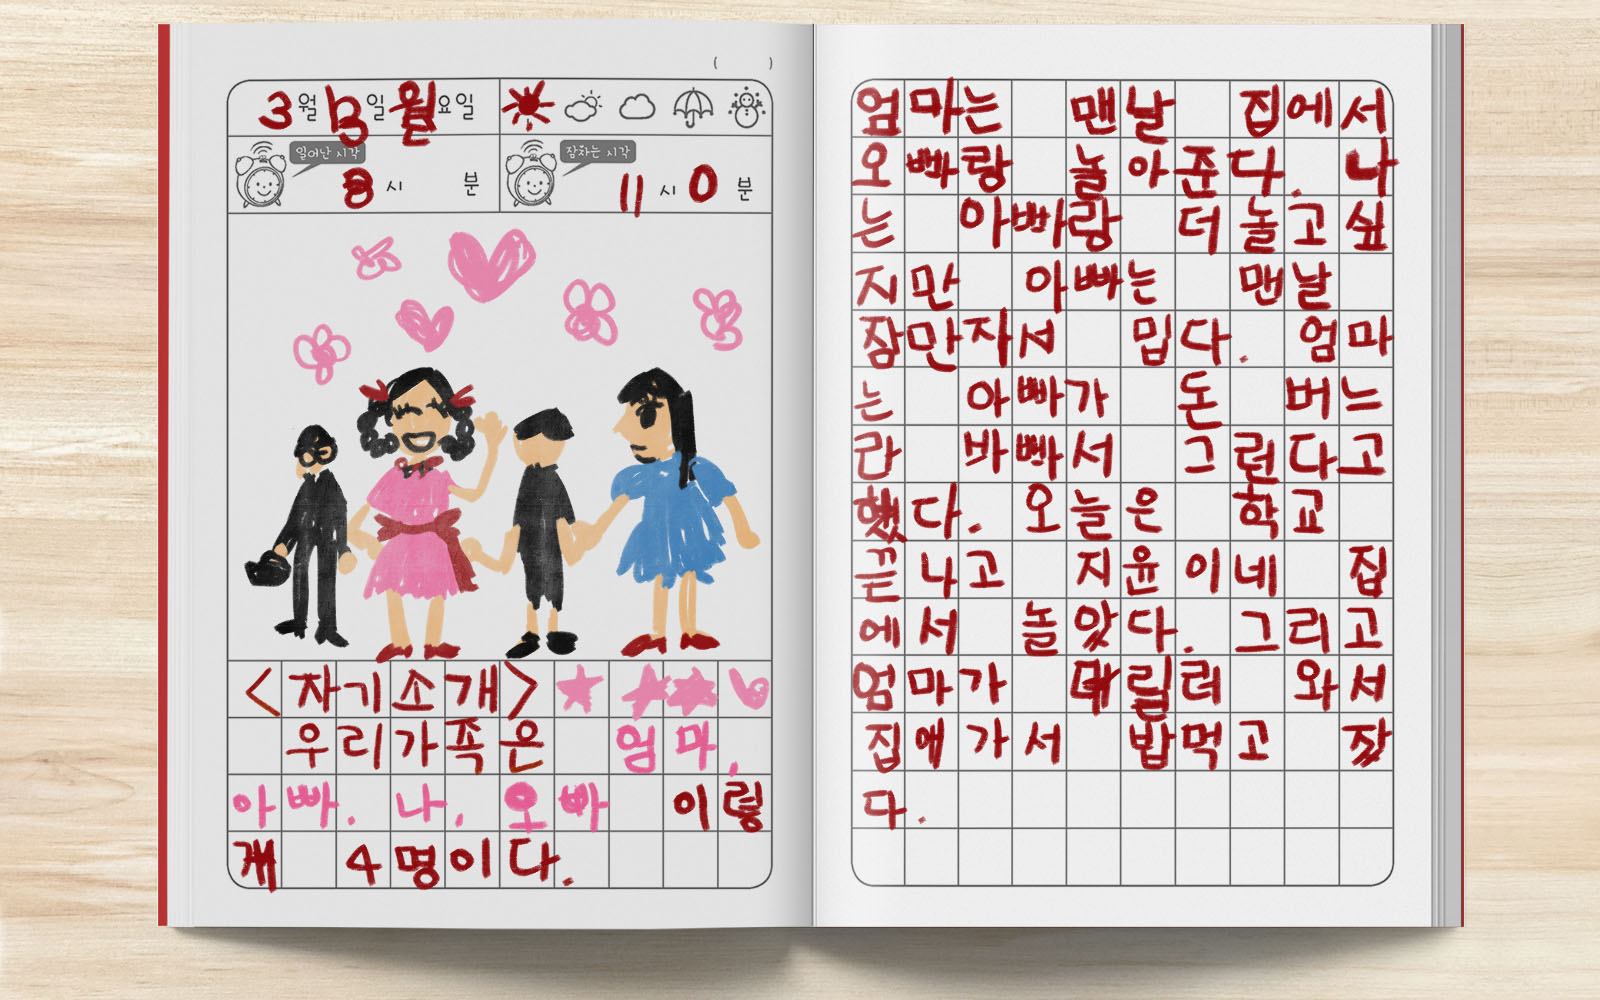 ( )
3월 13일 월요일
일어난 시각 잠자는 시각
8시 분 11시 0분
<자기소개>
우리가족은 엄마,
아빠. 나, 오빠 이렇
게 4명이다.
엄마는 맨날 집에서
오빠랑 놀아준다. 나
는 아빠랑 더 놀고 싶
지만 아빠는 맨날
잠만자서 밉다. 엄마
는 아빠가 돈 버느
라 바빠서 그런다고
했다. 오늘은 학교
끝나고 지윤이네 집
에서 놀았다. 그리고
엄마가 데릴러 와서
집에가서 밥먹고 잤
다.